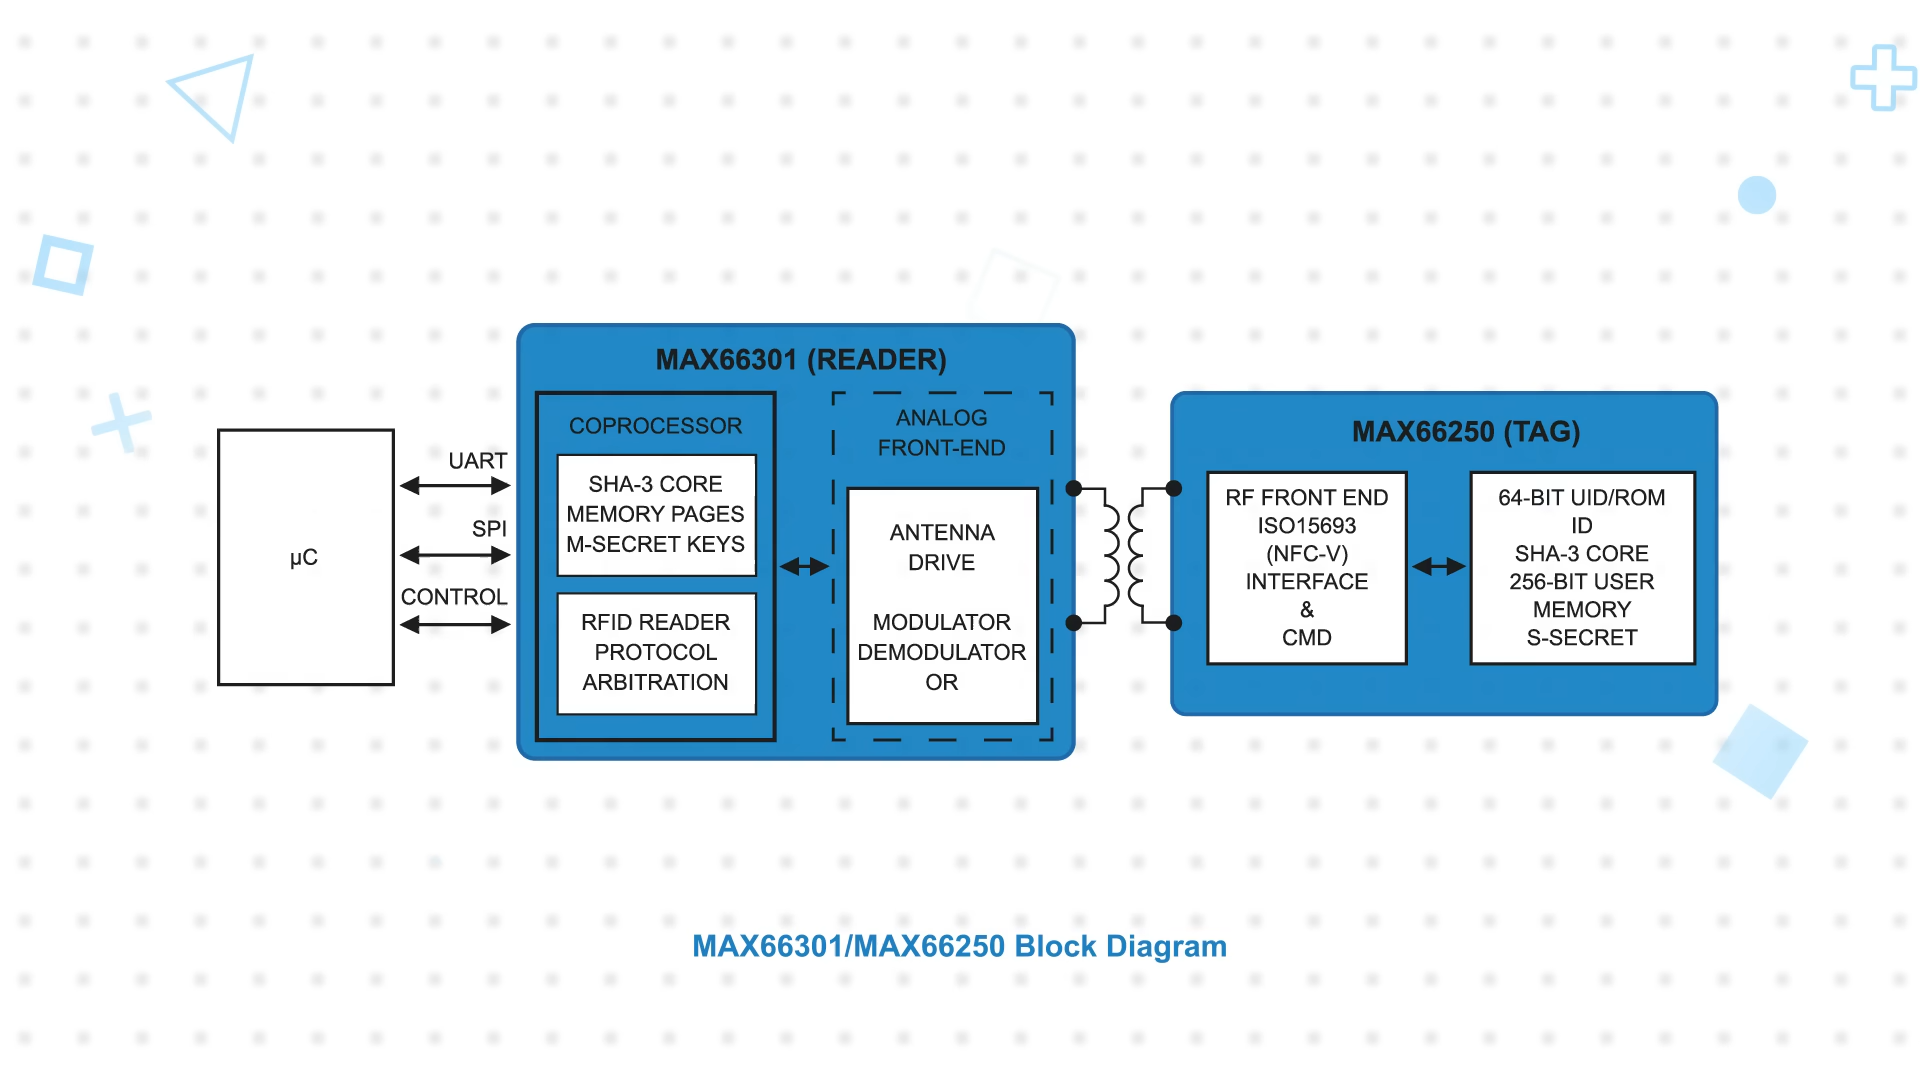 MAX66301 (READER)
COPROCESSOR
SHA-3 CORE
MEMORY PAGES
M-SECRET KEYS
RFID READER
PROTOCOL
ARBITRATION
ANALOG
FRONT-END
ANTENNA
DRIVE
MODULATOR
DEMODULATOR
OR
µC
UART
SPI
CONTROL
MAX66250 (TAG)
RF FRONT END
ISO15693
(NFC-V)
INTERFACE
&
CMD
64-BIT UID/ROM
ID
SHA-3 CORE
256-BIT USER
MEMORY
S-SECRET
MAX66301/MAX66250 Block Diagram